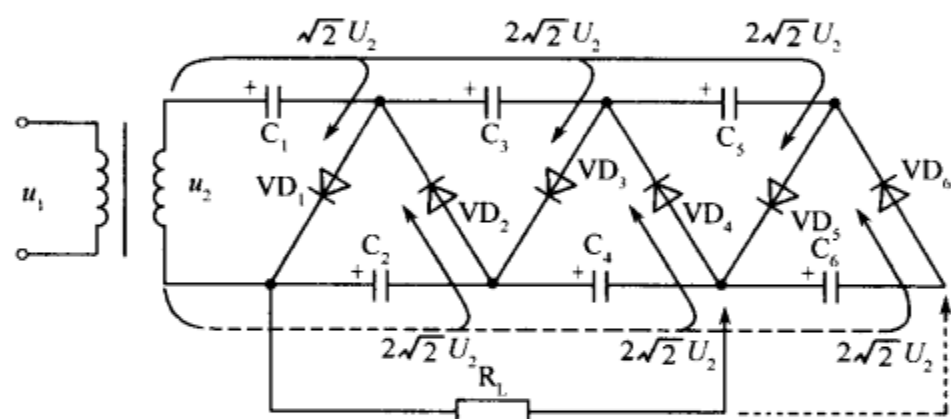 √2 U₂ 2√2 U₂ 2√2 U₂
+ + +
C₁ C₃ C₅
u₁ u₂ VD₁ VD₂ VD₃ VD₄ VD₅ VD₆
C₂ C₄ C₆
+ + +
2√2 U₂ 2√2 U₂ 2√2 U₂
R_L